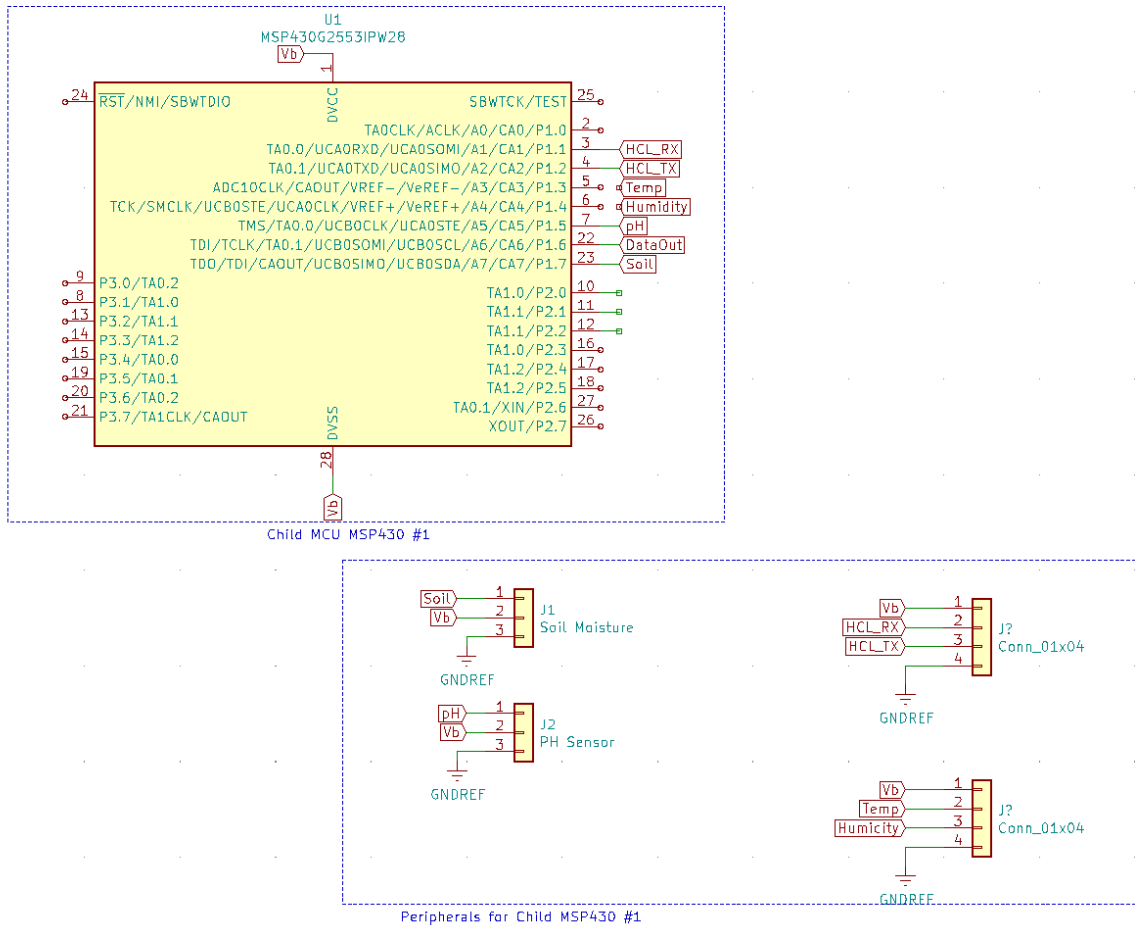 U1
MSP430G2553IPW28
Vb
1
DVCC
24 RST/NMI/SBWTDIO
SBWTCK/TEST 25
TA0CLK/ACLK/A0/CA0/P1.0 2
TA0.0/UCA0RXD/UCA0SOMI/A1/CA1/P1.1 3 HCL_RX
TA0.1/UCA0TXD/UCA0SIMO/A2/CA2/P1.2 4 HCL_TX
ADC10CLK/CAOUT/VREF-/VeREF-/A3/CA3/P1.3 5 Temp
TCK/SMCLK/UCB0STE/UCA0CLK/VREF+/VeREF+/A4/CA4/P1.4 6 Humidity
TMS/TA0.0/UCB0CLK/UCA0STE/A5/CA5/P1.5 7 pH
TDI/TCLK/TA0.1/UCB0SOMI/UCB0SCL/A6/CA6/P1.6 22 DataOut
TDO/TDI/CAOUT/UCB0SIMO/UCB0SDA/A7/CA7/P1.7 23 Soil
9 P3.0/TA0.2
8 P3.1/TA1.0
13 P3.2/TA1.1
14 P3.3/TA1.2
15 P3.4/TA0.0
19 P3.5/TA0.1
20 P3.6/TA0.2
21 P3.7/TA1CLK/CAOUT
TA1.0/P2.0 10
TA1.1/P2.1 11
TA1.1/P2.2 12
TA1.0/P2.3 16
TA1.2/P2.4 17
TA1.2/P2.5 18
TA0.1/XIN/P2.6 27
XOUT/P2.7 26
DVSS
28
Vb
Child MCU MSP430 #1
Soil 1
Vb 2
3
J1
Soil Moisture
GNDREF
pH 1
Vb 2
3
J2
PH Sensor
GNDREF
Vb 1
HCL_RX 2
HCL_TX 3
4
J?
Conn_01x04
GNDREF
Vb 1
Temp 2
Humicity 3
4
J?
Conn_01x04
GNDREF
Peripherals for Child MSP430 #1